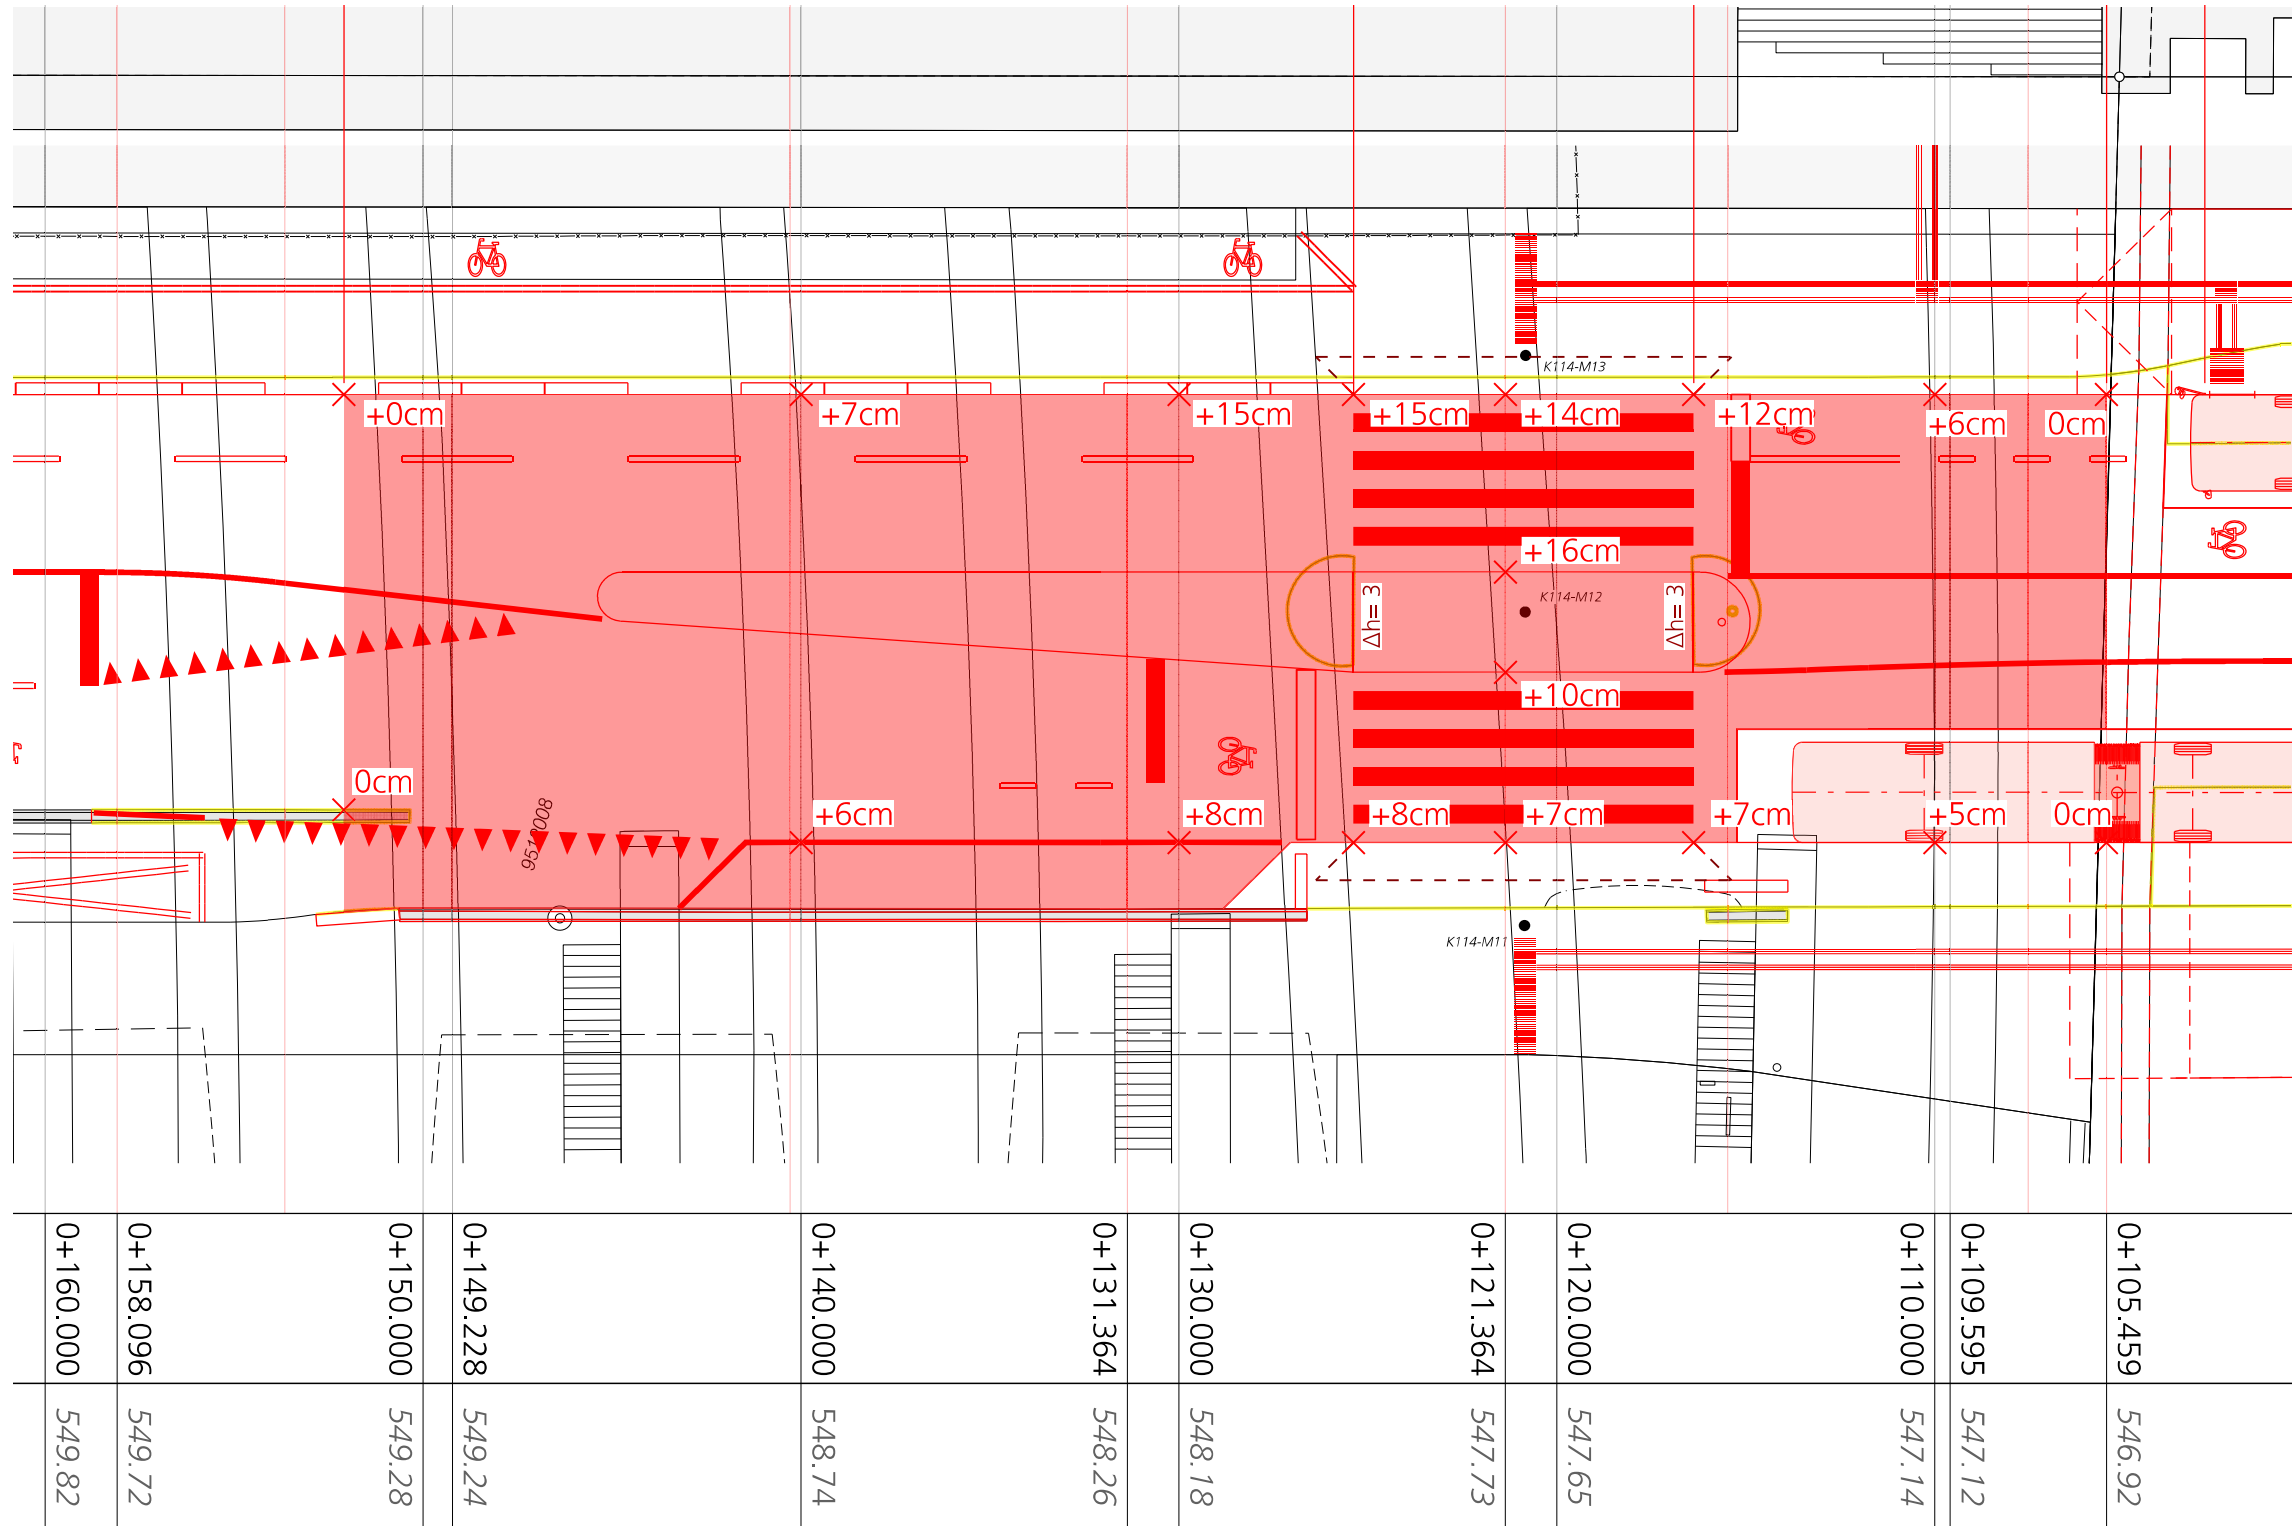 K114-M13
+0cm
+7cm
+15cm
+15cm
+14cm
+12cm
+6cm
0cm
+16cm
Δh= 3
K114-M12
Δh= 3
+10cm
0cm
+6cm
+8cm
+8cm
+7cm
+7cm
+5cm
0cm
K114-M11
0+160.000
0+158.096
0+150.000
0+149.228
0+140.000
0+131.364
0+130.000
0+121.364
0+120.000
0+110.000
0+109.595
0+105.459
549.82
549.72
549.28
549.24
548.74
548.26
548.18
547.73
547.65
547.14
547.12
546.92